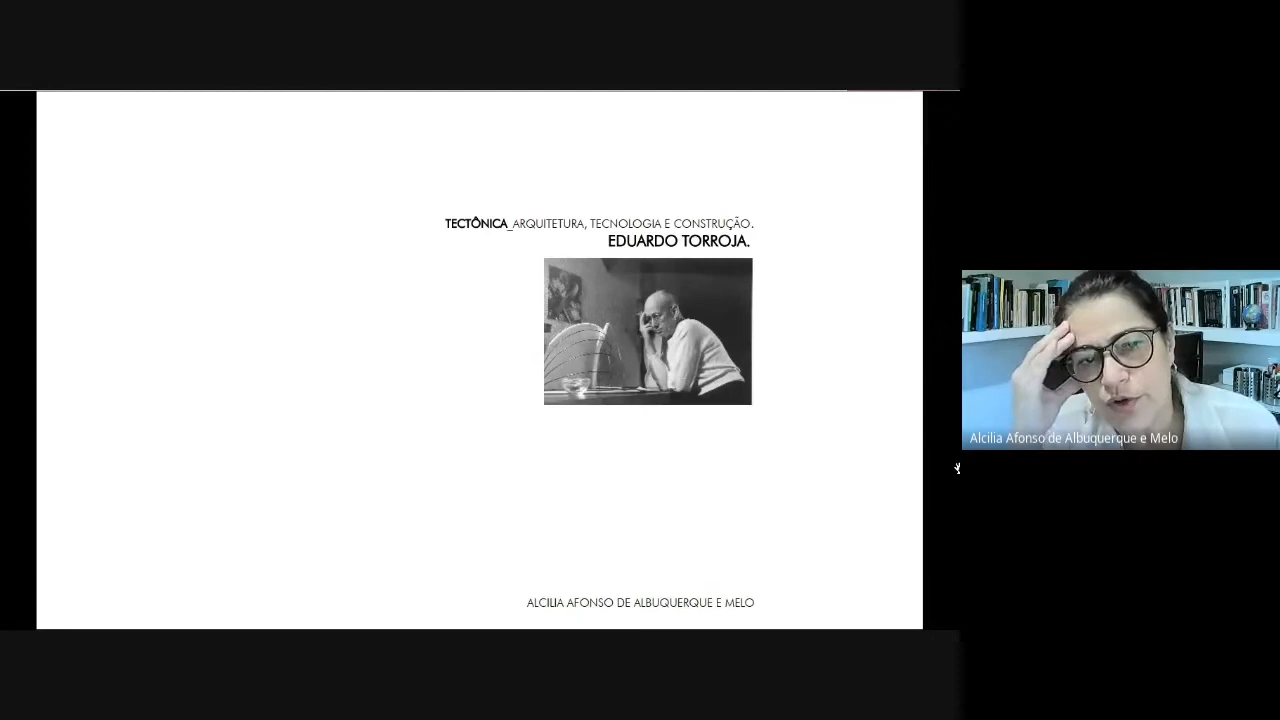 TECTÔNICA_ARQUITETURA, TECNOLOGIA E CONSTRUÇÃO.
EDUARDO TORROJA.
ALCILIA AFONSO DE ALBUQUERQUE E MELO
Alcilia Afonso de Albuquerque e Melo